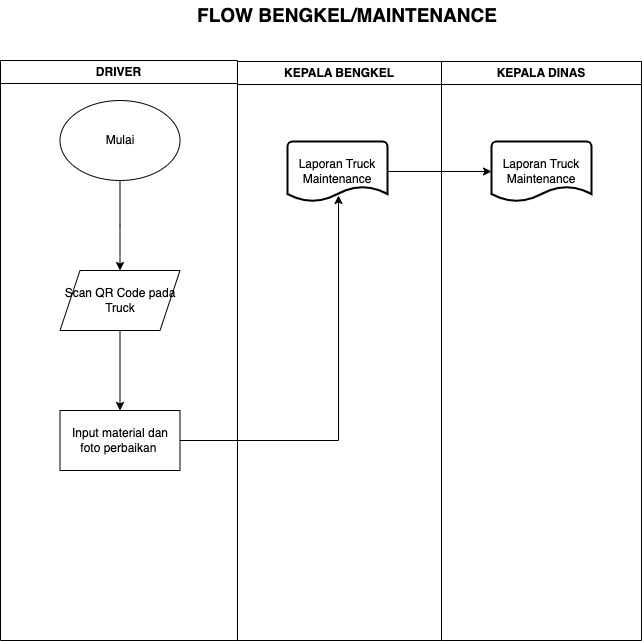 FLOW BENGKEL/MAINTENANCE
DRIVER
KEPALA BENGKEL
KEPALA DINAS
Mulai
Scan QR Code pada
Truck
Input material dan
foto perbaikan
Laporan Truck
Maintenance
Laporan Truck
Maintenance